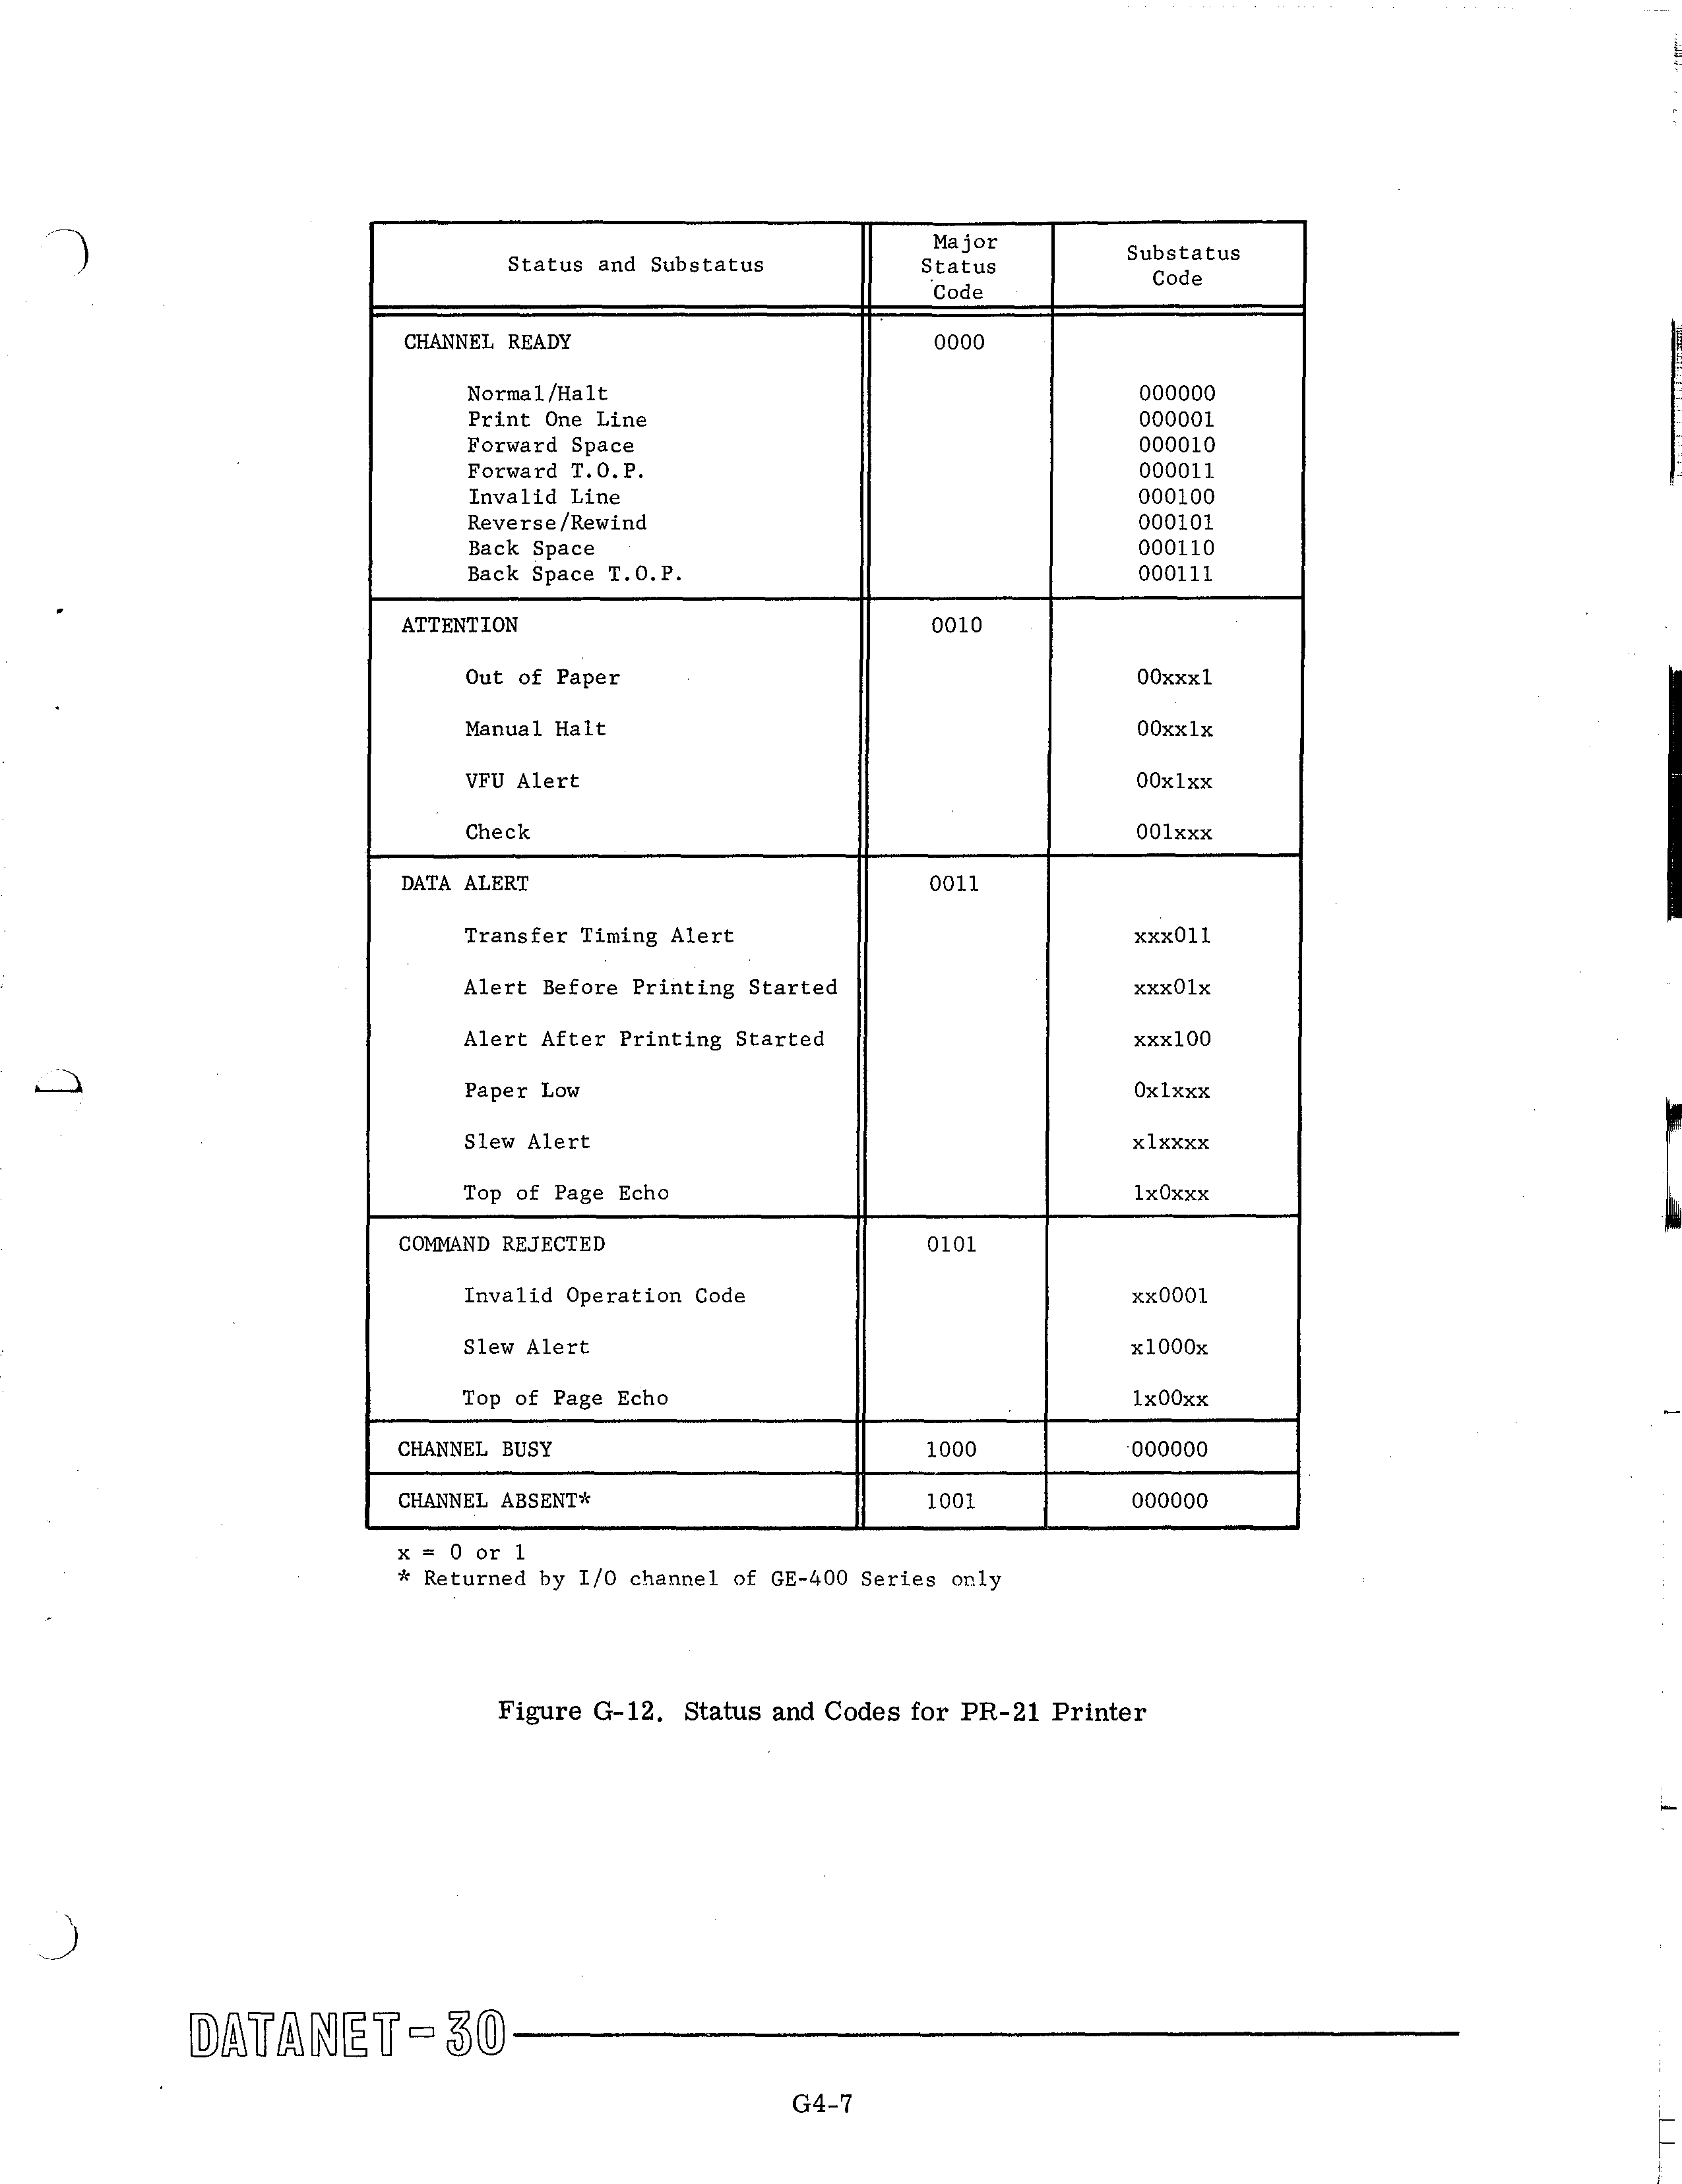 Status and Substatus
Major
Status
Code
Substatus
Code
CHANNEL READY 0000
Normal/Halt 000000
Print One Line 000001
Forward Space 000010
Forward T.O.P. 000011
Invalid Line 000100
Reverse/Rewind 000101
Back Space 000110
Back Space T.O.P. 000111
ATTENTION 0010
Out of Paper 00xxx1
Manual Halt 00xx1x
VFU Alert 00x1xx
Check 001xxx
DATA ALERT 0011
Transfer Timing Alert xxx011
Alert Before Printing Started xxx01x
Alert After Printing Started xxx100
Paper Low 0x1xxx
Slew Alert x1xxxx
Top of Page Echo 1x0xxx
COMMAND REJECTED 0101
Invalid Operation Code xx0001
Slew Alert x1000x
Top of Page Echo 1x00xx
CHANNEL BUSY 1000 000000
CHANNEL ABSENT* 1001 000000
x = 0 or 1
* Returned by I/O channel of GE-400 Series only
Figure G-12. Status and Codes for PR-21 Printer
DATANET-30
G4-7